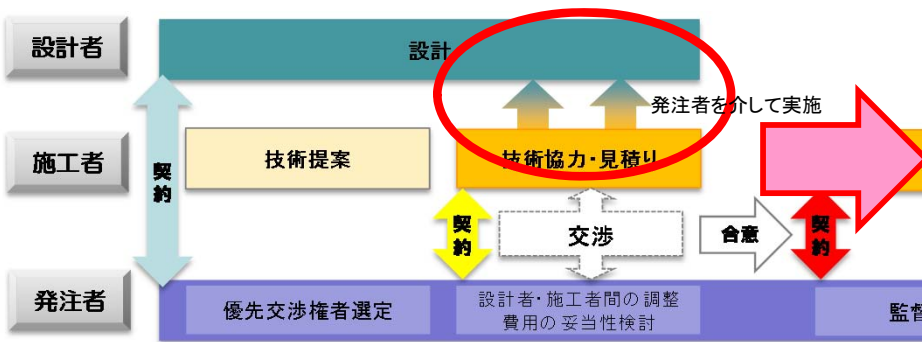 設計者
設計
発注者を介して実施
施工者
技術提案
技術協力・見積り
契約
契約
交渉
合意
契約
発注者
優先交渉権者選定
設計者・施工者間の調整
費用の妥当性検討
監督